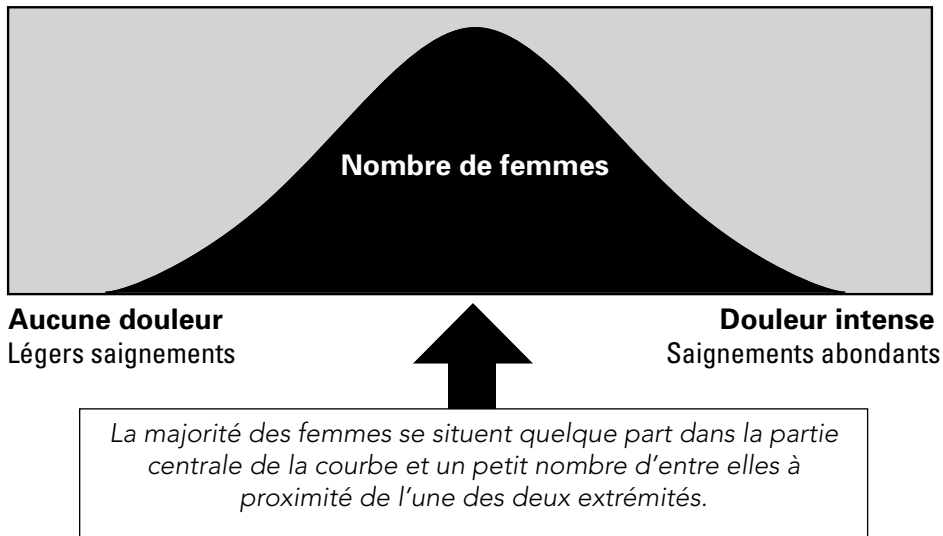 Nombre de femmes
Aucune douleur
Légers saignements
Douleur intense
Saignements abondants
La majorité des femmes se situent quelque part dans la partie
centrale de la courbe et un petit nombre d’entre elles à
proximité de l’une des deux extrémités.